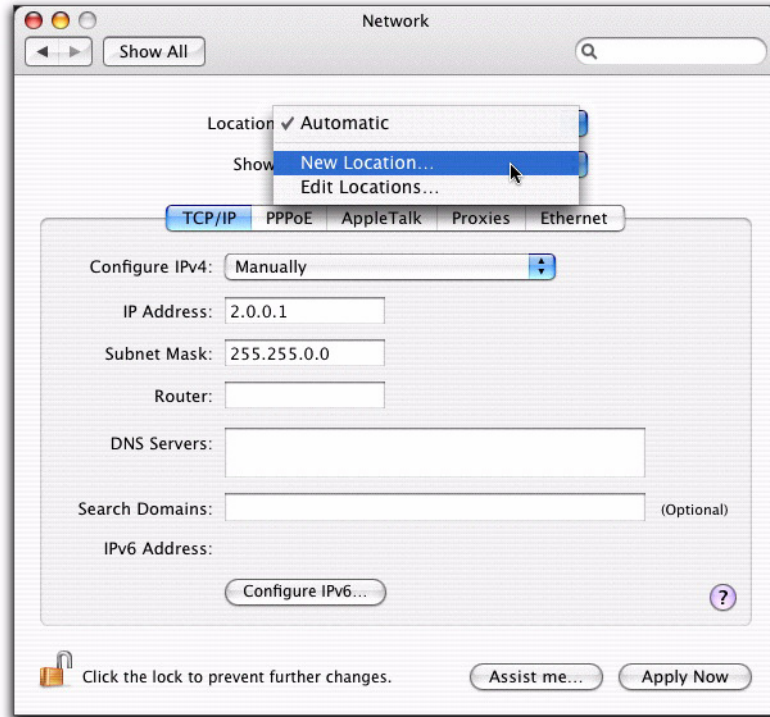 Network
Show All
Location
✓ Automatic
New Location...
Edit Locations...
Show
TCP/IP PPPoE AppleTalk Proxies Ethernet
Configure IPv4: Manually
IP Address: 2.0.0.1
Subnet Mask: 255.255.0.0
Router:
DNS Servers:
Search Domains: (Optional)
IPv6 Address:
Configure IPv6...
?
Click the lock to prevent further changes. Assist me... Apply Now